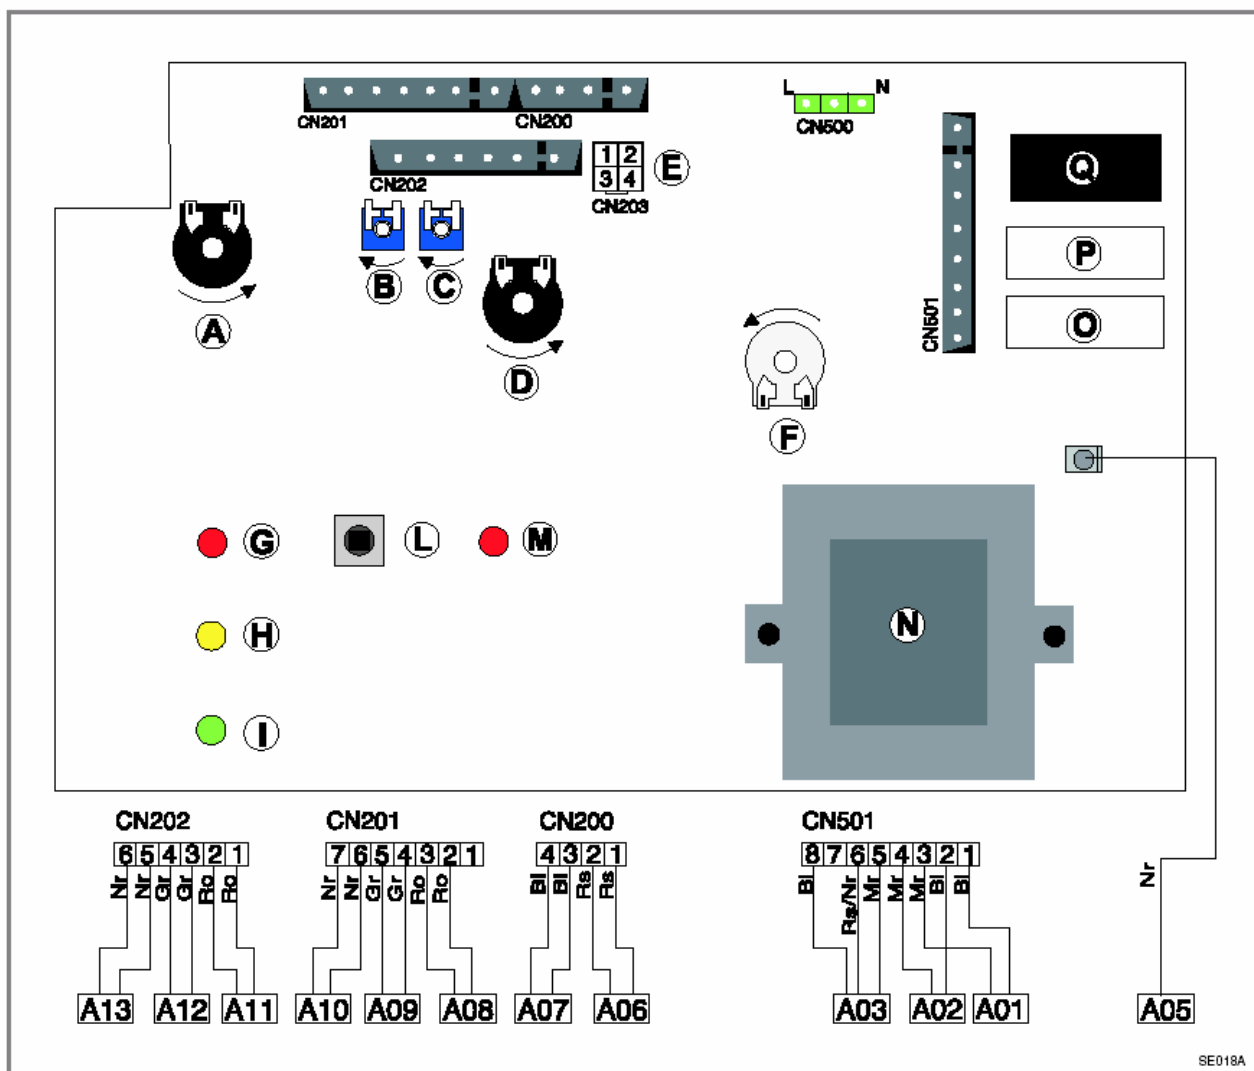 L N
CN201 CN200 CN500
1 2 E
3 4
CN202 CN203
Q
P
O
CN501
B C
A D
F
G L M
H N
I
CN202 CN201 CN200 CN501
6 5 4 3 2 1 7 6 5 4 3 2 1 4 3 2 1 8 7 6 5 4 3 2 1
Nr Nr Gr Gr Ro Ro Nr Nr Gr Gr Ro Ro Bl Bl Rs Rs Bl Rs/Nr Mr Mr Mr Bl Bl Nr
A13 A12 A11 A10 A09 A08 A07 A06 A03 A02 A01 A05
SE018A